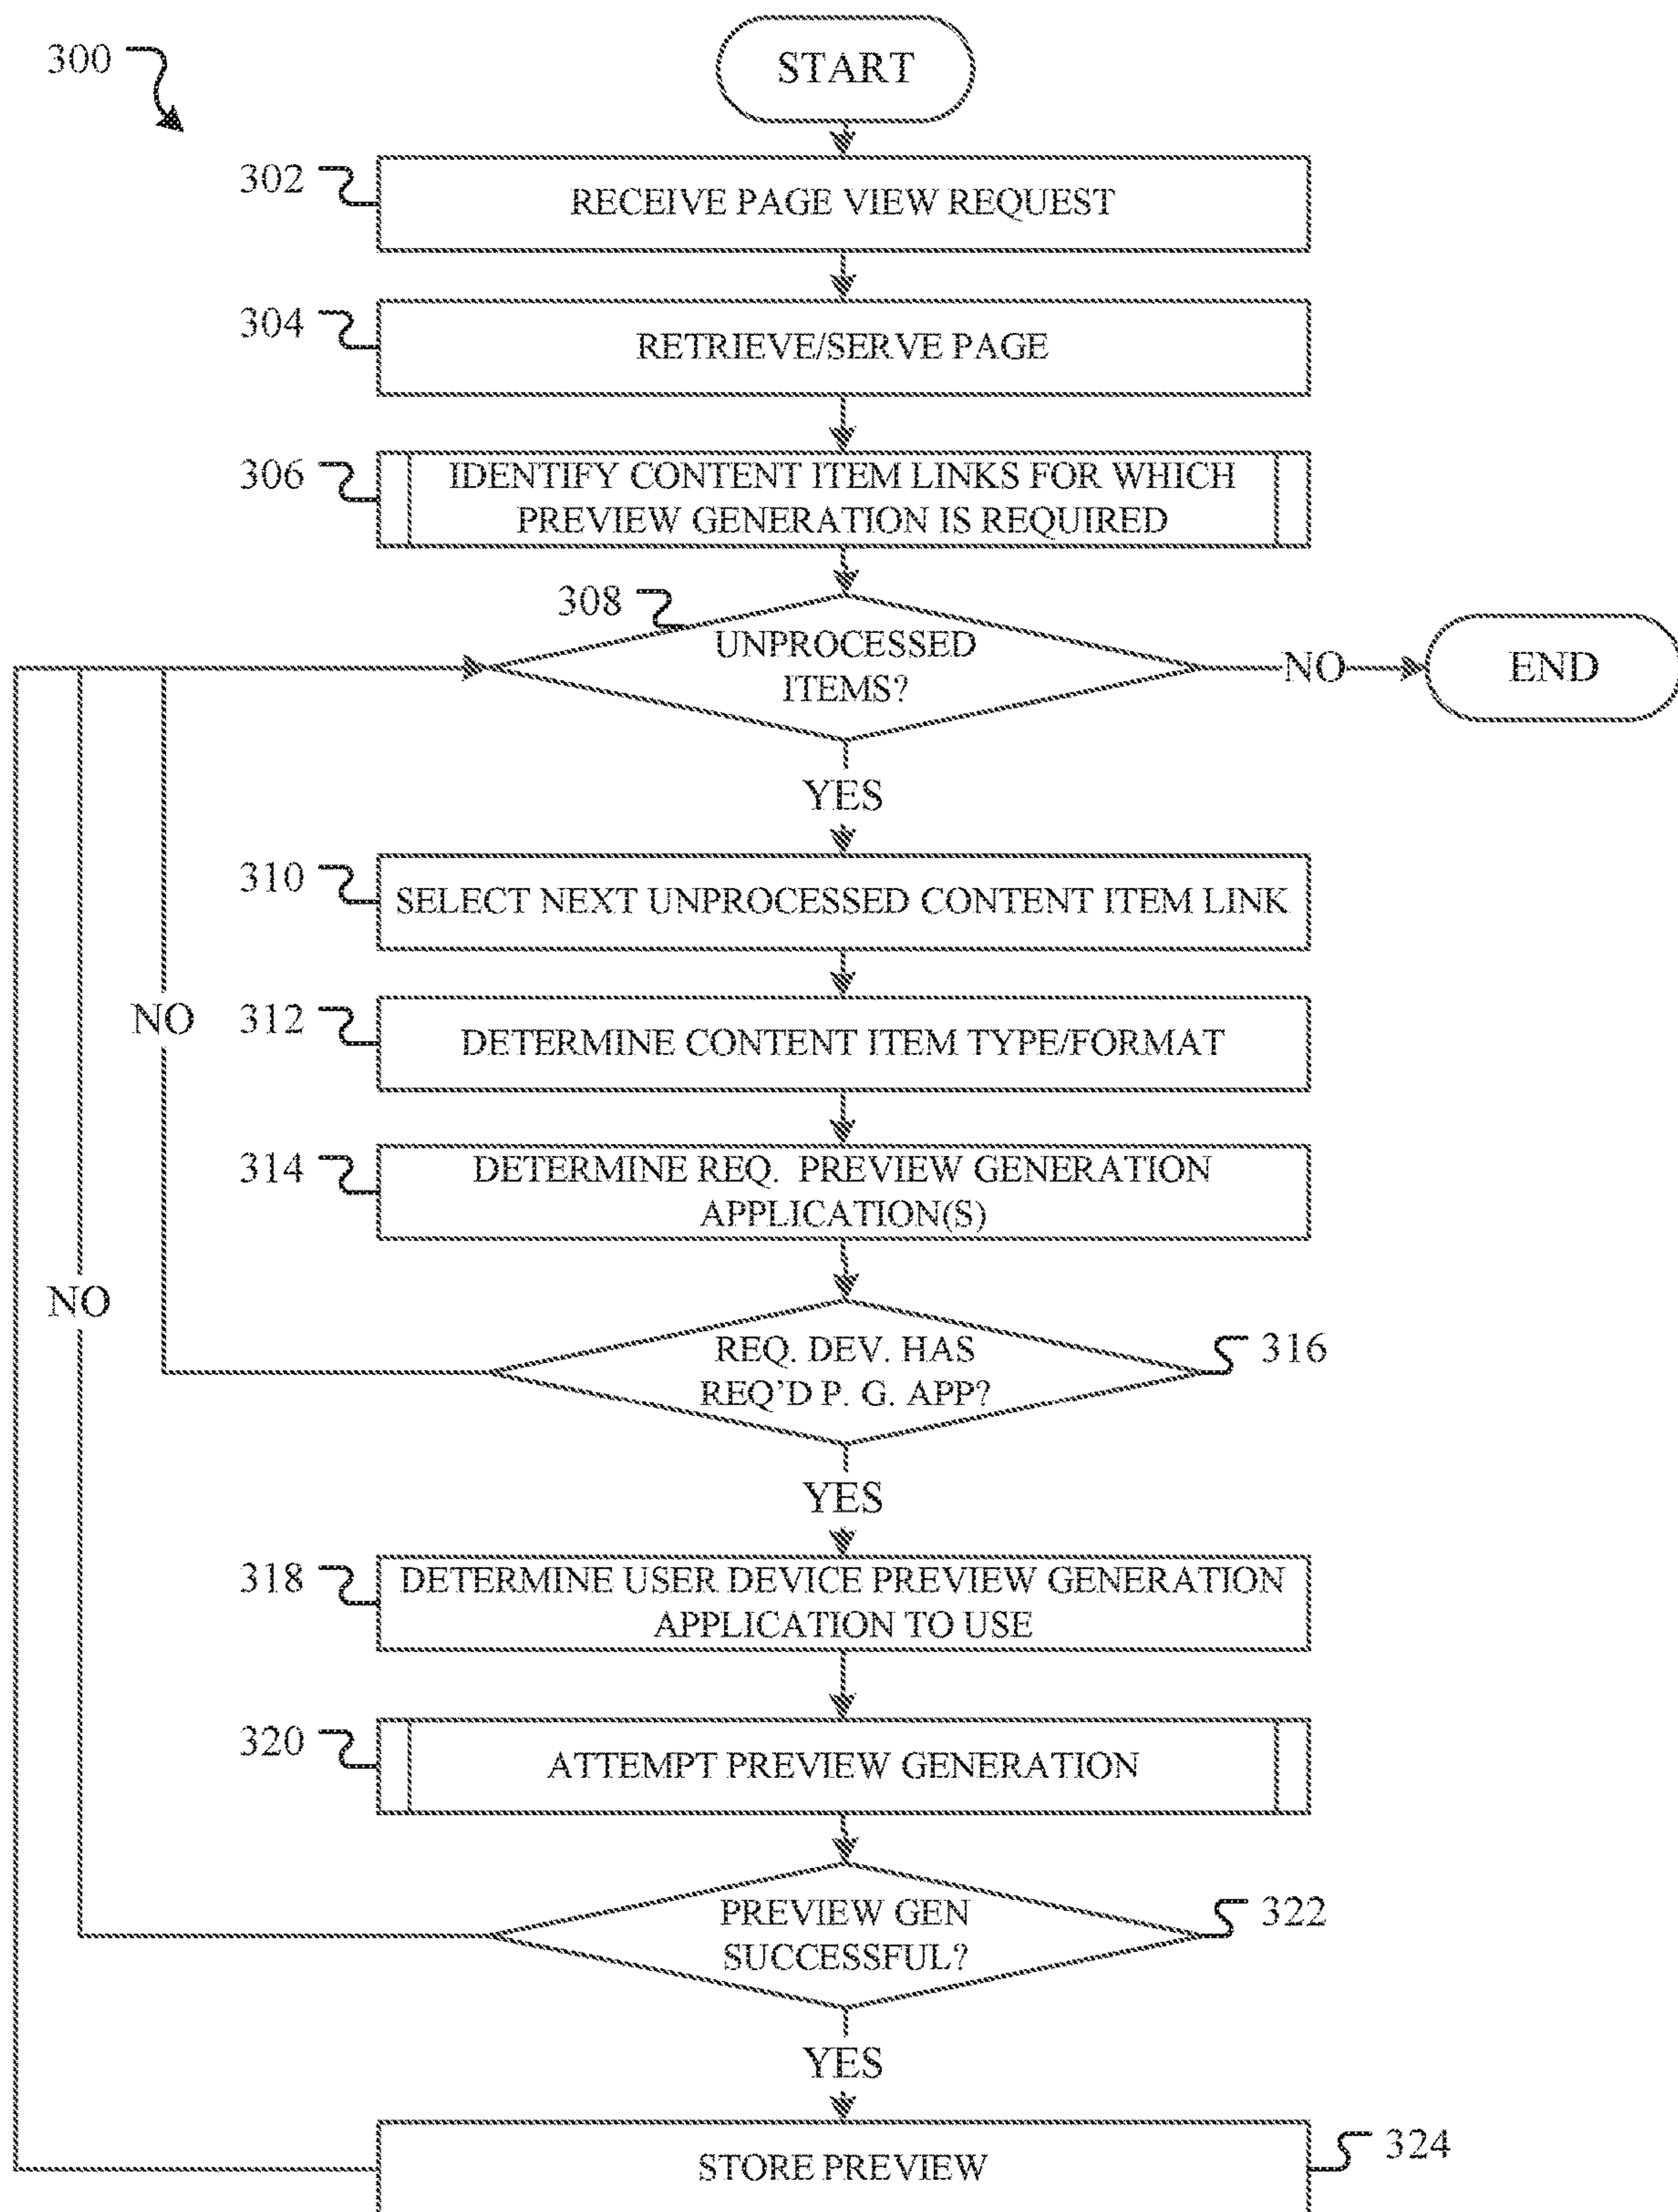 300
START
302
RECEIVE PAGE VIEW REQUEST
304
RETRIEVE/SERVE PAGE
306
IDENTIFY CONTENT ITEM LINKS FOR WHICH
PREVIEW GENERATION IS REQUIRED
308
UNPROCESSED
ITEMS?
NO
END
YES
310
SELECT NEXT UNPROCESSED CONTENT ITEM LINK
NO
312
DETERMINE CONTENT ITEM TYPE/FORMAT
314
DETERMINE REQ. PREVIEW GENERATION
APPLICATION(S)
NO
REQ. DEV. HAS
REQ'D P. G. APP?
316
YES
318
DETERMINE USER DEVICE PREVIEW GENERATION
APPLICATION TO USE
320
ATTEMPT PREVIEW GENERATION
PREVIEW GEN
SUCCESSFUL?
322
YES
STORE PREVIEW
324